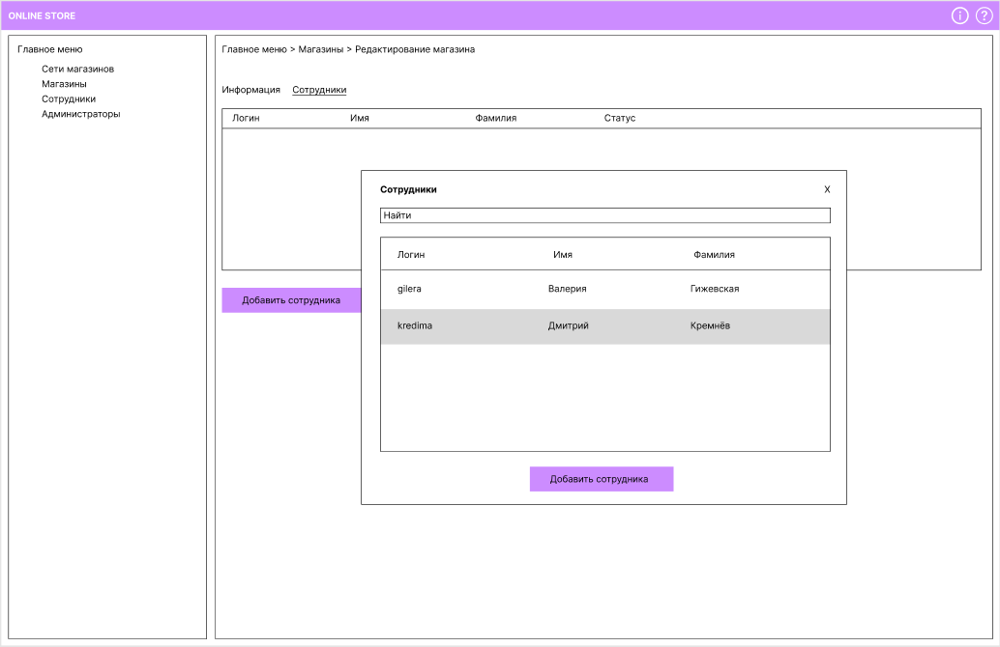 ONLINE STORE
Главное меню
Сети магазинов
Магазины
Сотрудники
Администраторы
Главное меню > Магазины > Редактирование магазина
Информация Сотрудники
Логин Имя Фамилия Статус
Сотрудники X
Найти
Логин Имя Фамилия
gilera Валерия Гижевская
kredima Дмитрий Кремнёв
Добавить сотрудника
Добавить сотрудника